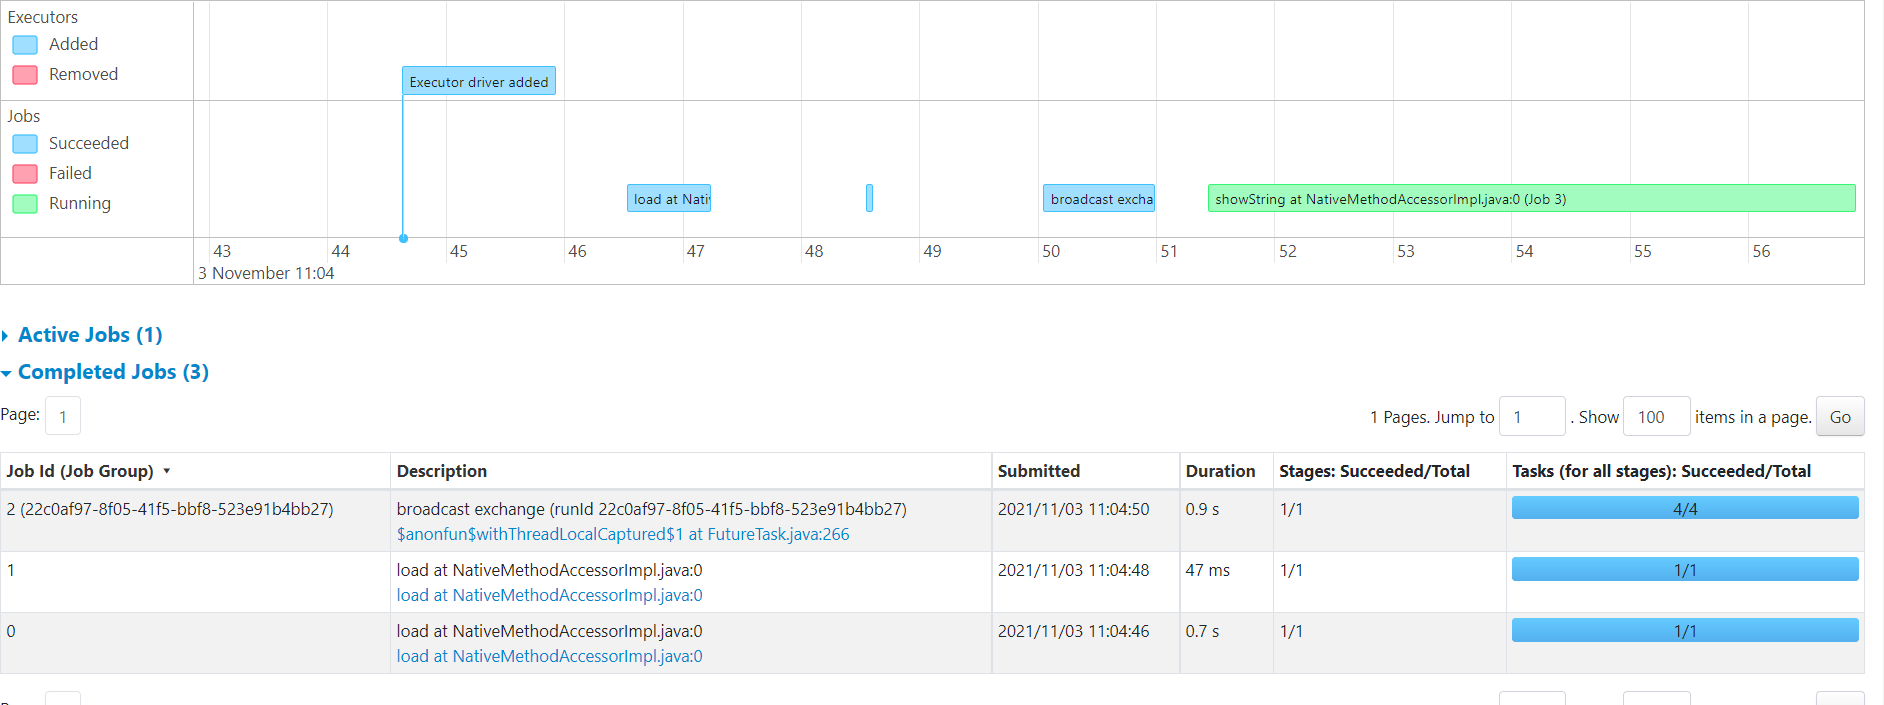 Executors
Added
Removed
Executor driver added
Jobs
Succeeded
Failed
Running
load at Nati
broadcast excha
showString at NativeMethodAccessorImpl.java:0 (Job 3)
43 44 45 46 47 48 49 50 51 52 53 54 55 56
3 November 11:04
Active Jobs (1)
Completed Jobs (3)
Page: 1
1 Pages. Jump to 1 . Show 100 items in a page. Go
Job Id (Job Group) ▾ Description Submitted Duration Stages: Succeeded/Total Tasks (for all stages): Succeeded/Total
2 (22c0af97-8f05-41f5-bbf8-523e91b4bb27) broadcast exchange (runId 22c0af97-8f05-41f5-bbf8-523e91b4bb27) 2021/11/03 11:04:50 0.9 s 1/1 4/4
$anonfun$withThreadLocalCaptured$1 at FutureTask.java:266
1 load at NativeMethodAccessorImpl.java:0 2021/11/03 11:04:48 47 ms 1/1 1/1
load at NativeMethodAccessorImpl.java:0
0 load at NativeMethodAccessorImpl.java:0 2021/11/03 11:04:46 0.7 s 1/1 1/1
load at NativeMethodAccessorImpl.java:0